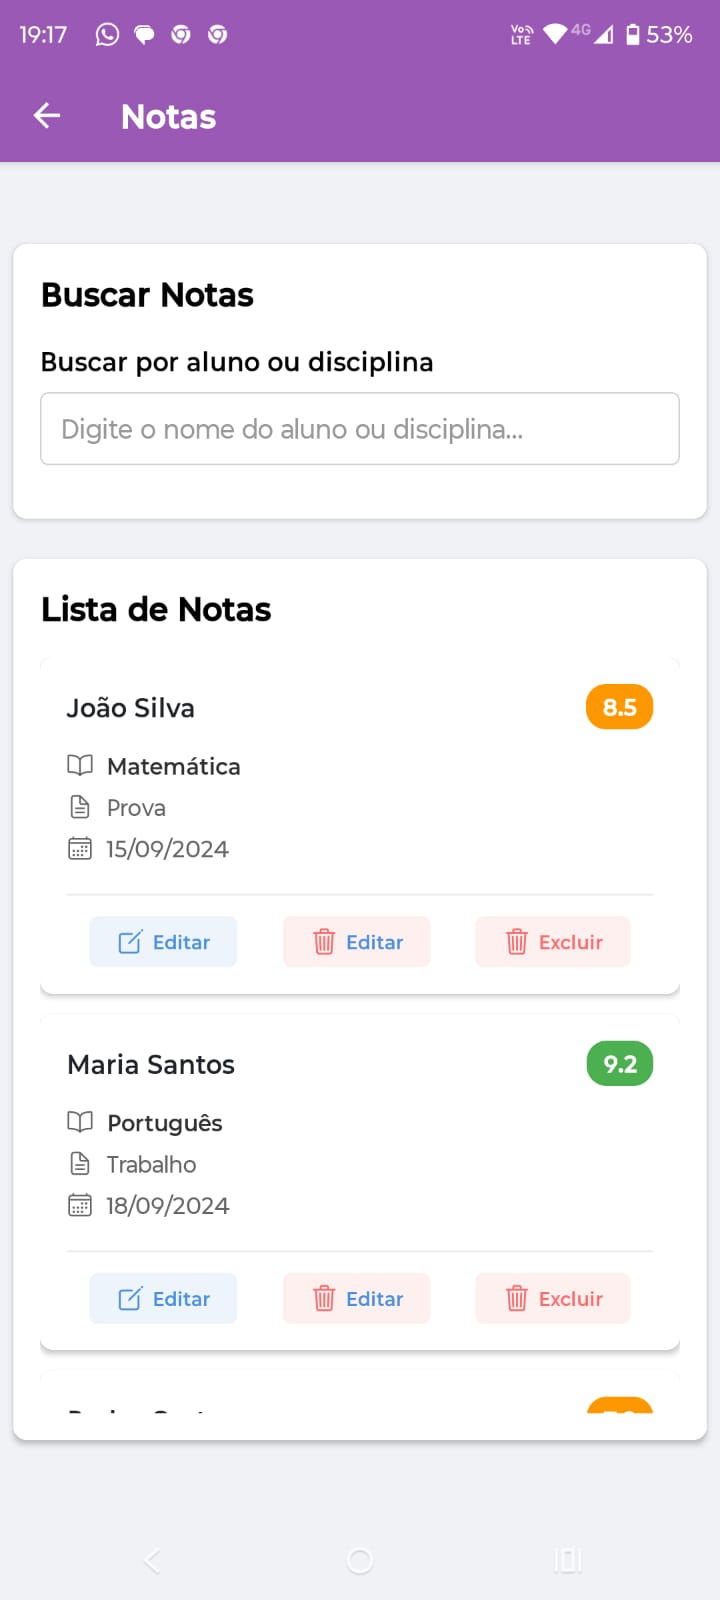 19:17 Vo)) LTE 4G 53%
Notas
Buscar Notas
Buscar por aluno ou disciplina
Digite o nome do aluno ou disciplina...
Lista de Notas
João Silva 8.5
Matemática
Prova
15/09/2024
Editar Editar Excluir
Maria Santos 9.2
Português
Trabalho
18/09/2024
Editar Editar Excluir